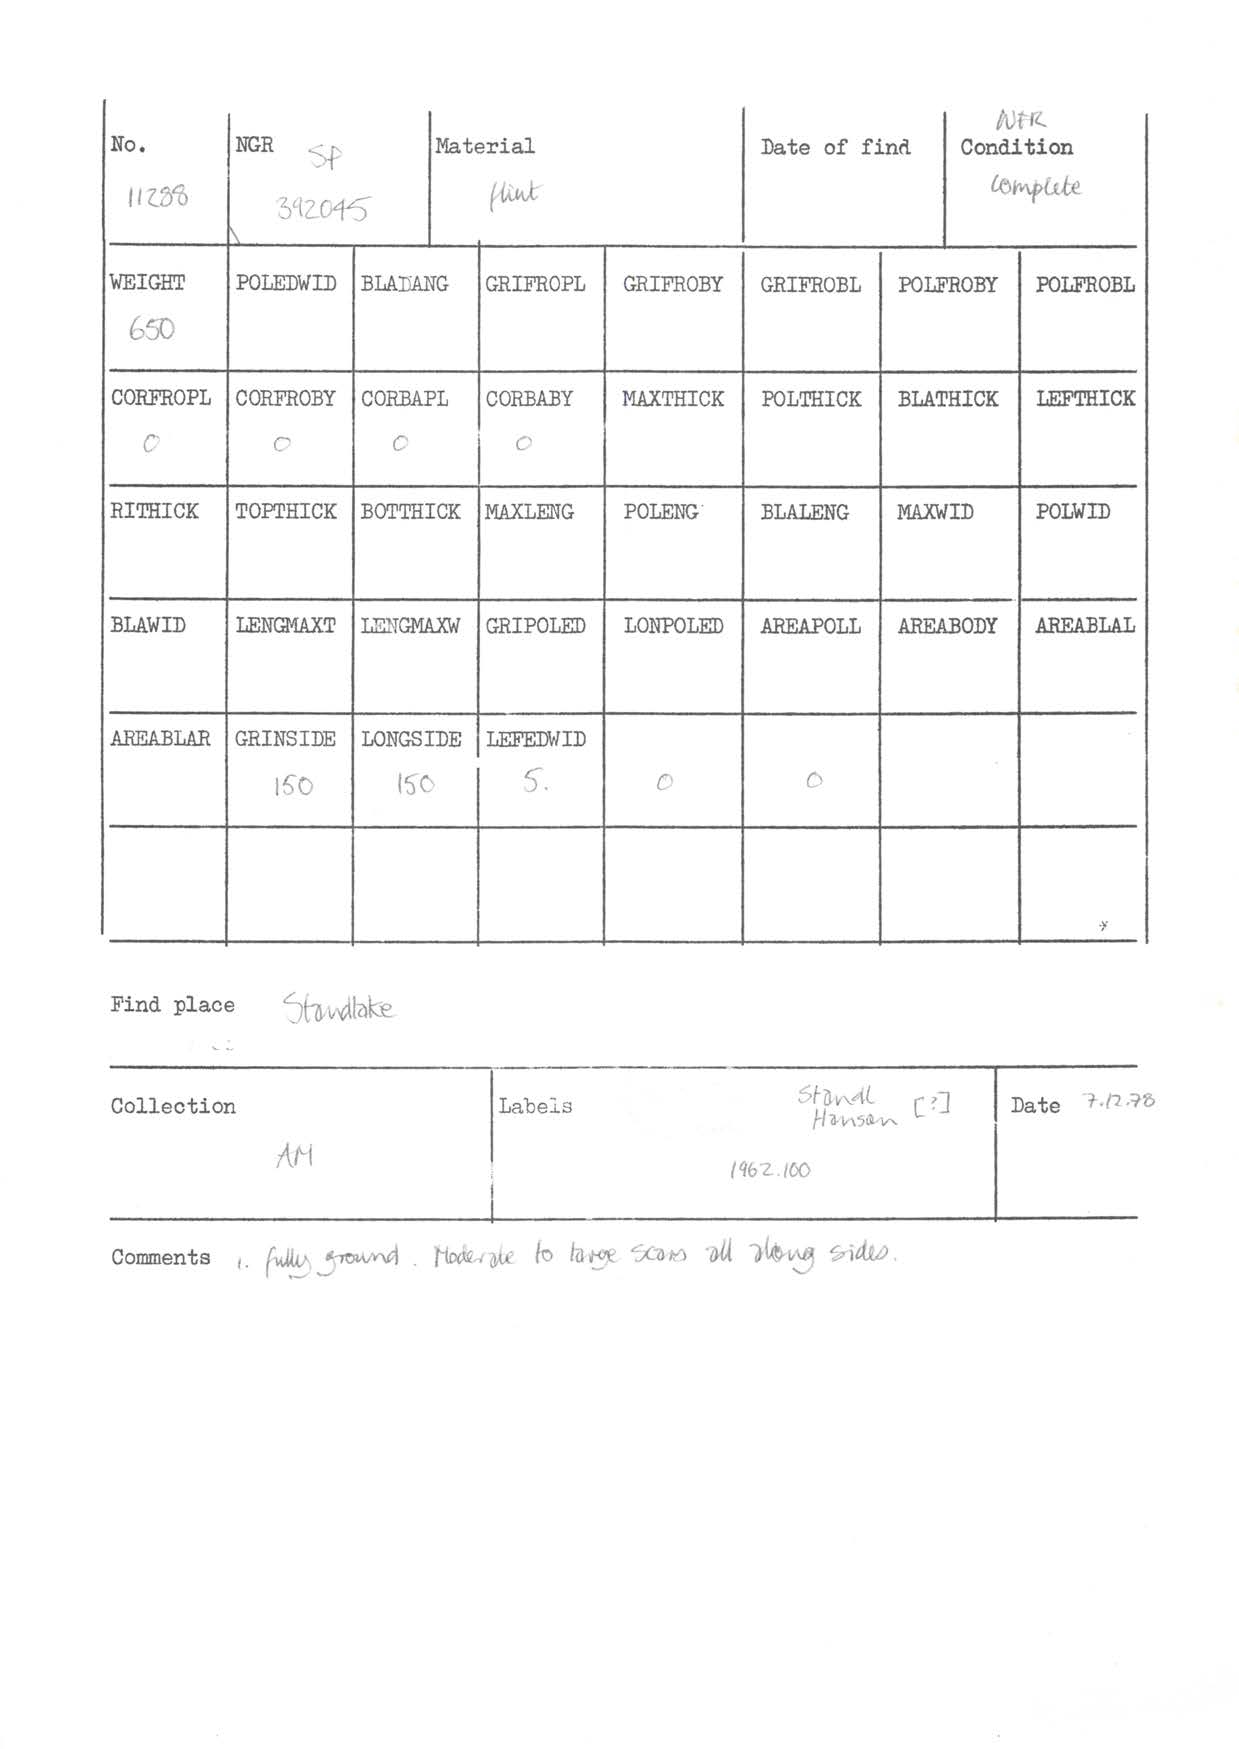 NFR
No. NGR SP Material Date of find Condition
11288 392045 flint complete
WEIGHT POLEDWID BLADANG GRIFROPL GRIFROBY GRIFROBL POLFROBY POLFROBL
650
CORFROPL CORFROBY CORBAPL CORBABY MAXTHICK POLTHICK BLATHICK LEFTHICK
0 0 0 0
RITHICK TOPTHICK BOTTHICK MAXLENG POLENG BLALENG MAXWID POLWID
BLAWID LENGMAXT LENGMAXW GRIPOLED LONPOLED AREAPOLL AREABODY AREABLAL
AREABLAR GRINSIDE LONGSIDE LEFEDWID
150 150 5. 0 0
*
Find place Standlake
Collection Labels Standl Date 7.12.78
Hanson [?]
AM 1962.100
Comments 1. fully ground. Moderate to large scars all along sides.